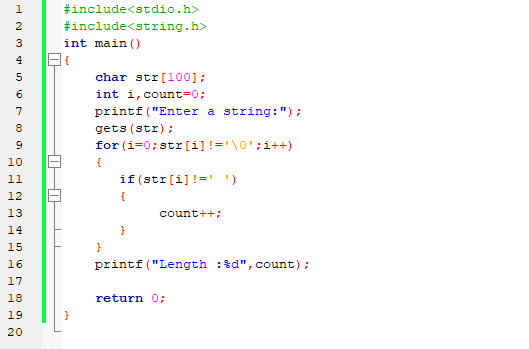 1 #include<stdio.h>
2 #include<string.h>
3 int main()
4 {
5 char str[100];
6 int i,count=0;
7 printf("Enter a string:");
8 gets(str);
9 for(i=0;str[i]!='\0';i++)
10 {
11 if(str[i]!=' ')
12 {
13 count++;
14 }
15 }
16 printf("Length :%d",count);
17
18 return 0;
19 }
20